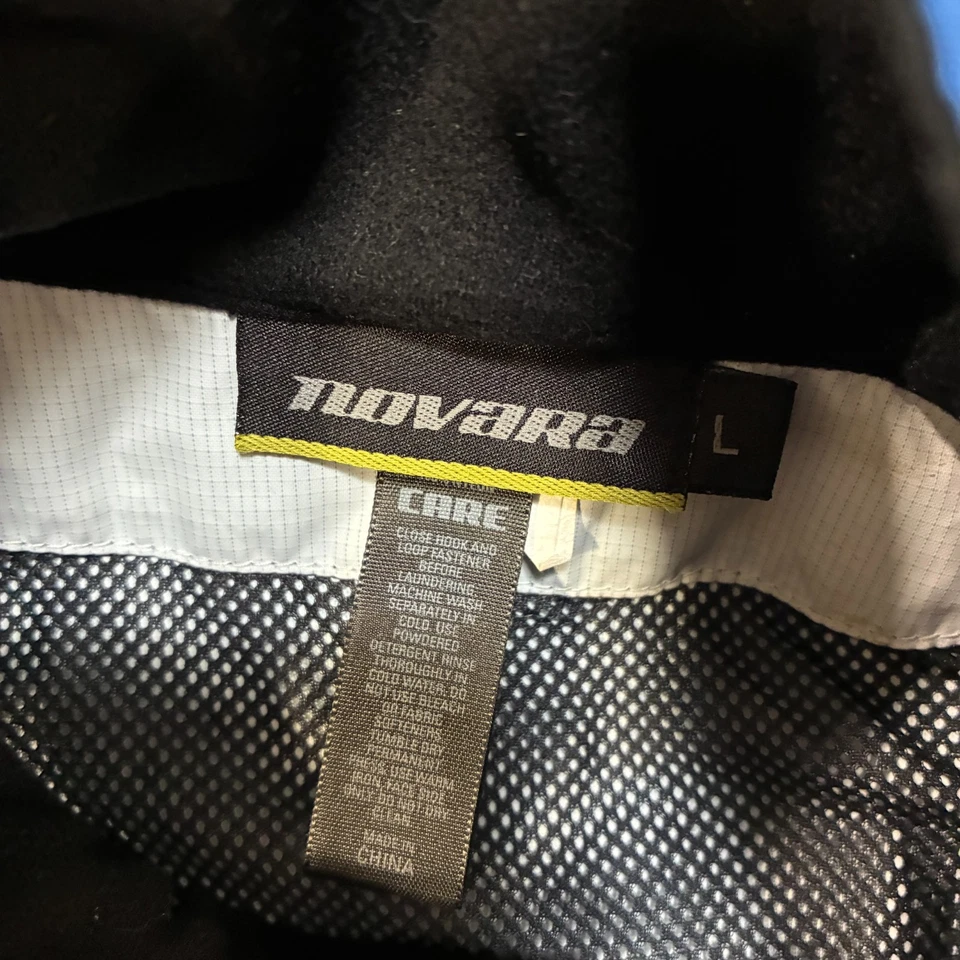 novara
L
CARE
CLOSE HOOK AND
LOOP FASTENER
BEFORE
LAUNDERING.
MACHINE WASH
SEPARATELY IN
COLD. USE
POWDERED
DETERGENT. RINSE
THOROUGHLY IN
COLD WATER. DO
NOT USE BLEACH
OR FABRIC
SOFTENERS.
TUMBLE DRY
PERMANENT
USE WARM
IRON, FACE SIDE
ONLY. DO NOT DRY
CLEAN.
MADE IN
CHINA